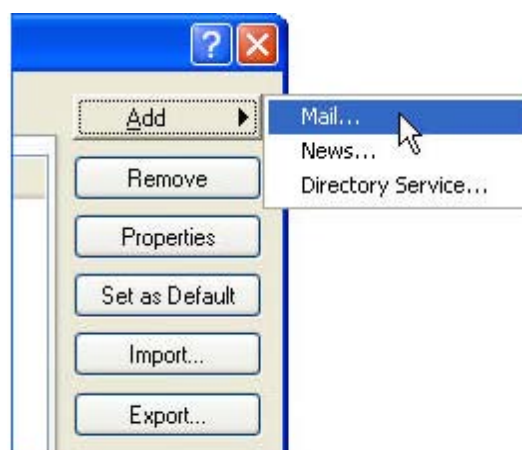 Add
Mail...
News...
Directory Service...
Remove
Properties
Set as Default
Import...
Export...